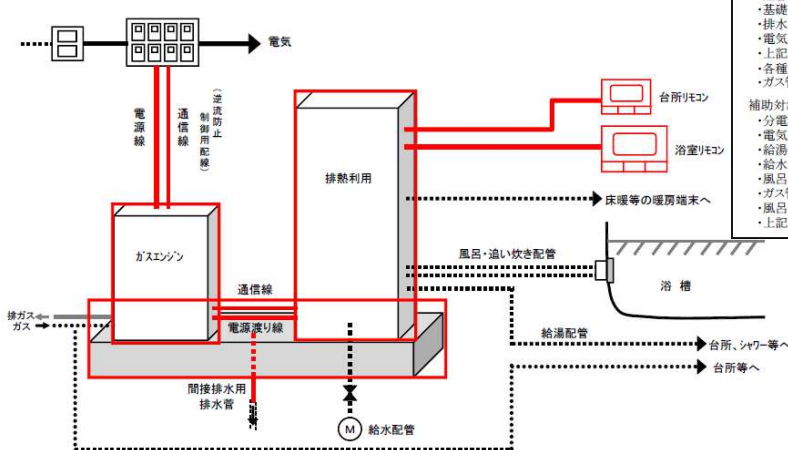 電気
電源線
通信線
（逆流防止
制御用配線）
排熱利用
ガスエンジン
通信線
電源渡り線
排ガス
ガス
間接排水用
排水菅
M
給水配管
台所リモコン
浴室リモコン
床暖等の暖房端末へ
風呂・追い炊き配管
浴 槽
給湯配管
台所、シャワー等へ
台所等へ
・基礎
・排水
・電気
・上記
・各種
・ガス管
補助対象
・分電
・電気
・給湯
・給水
・風呂
・ガス管
・風呂
・上記